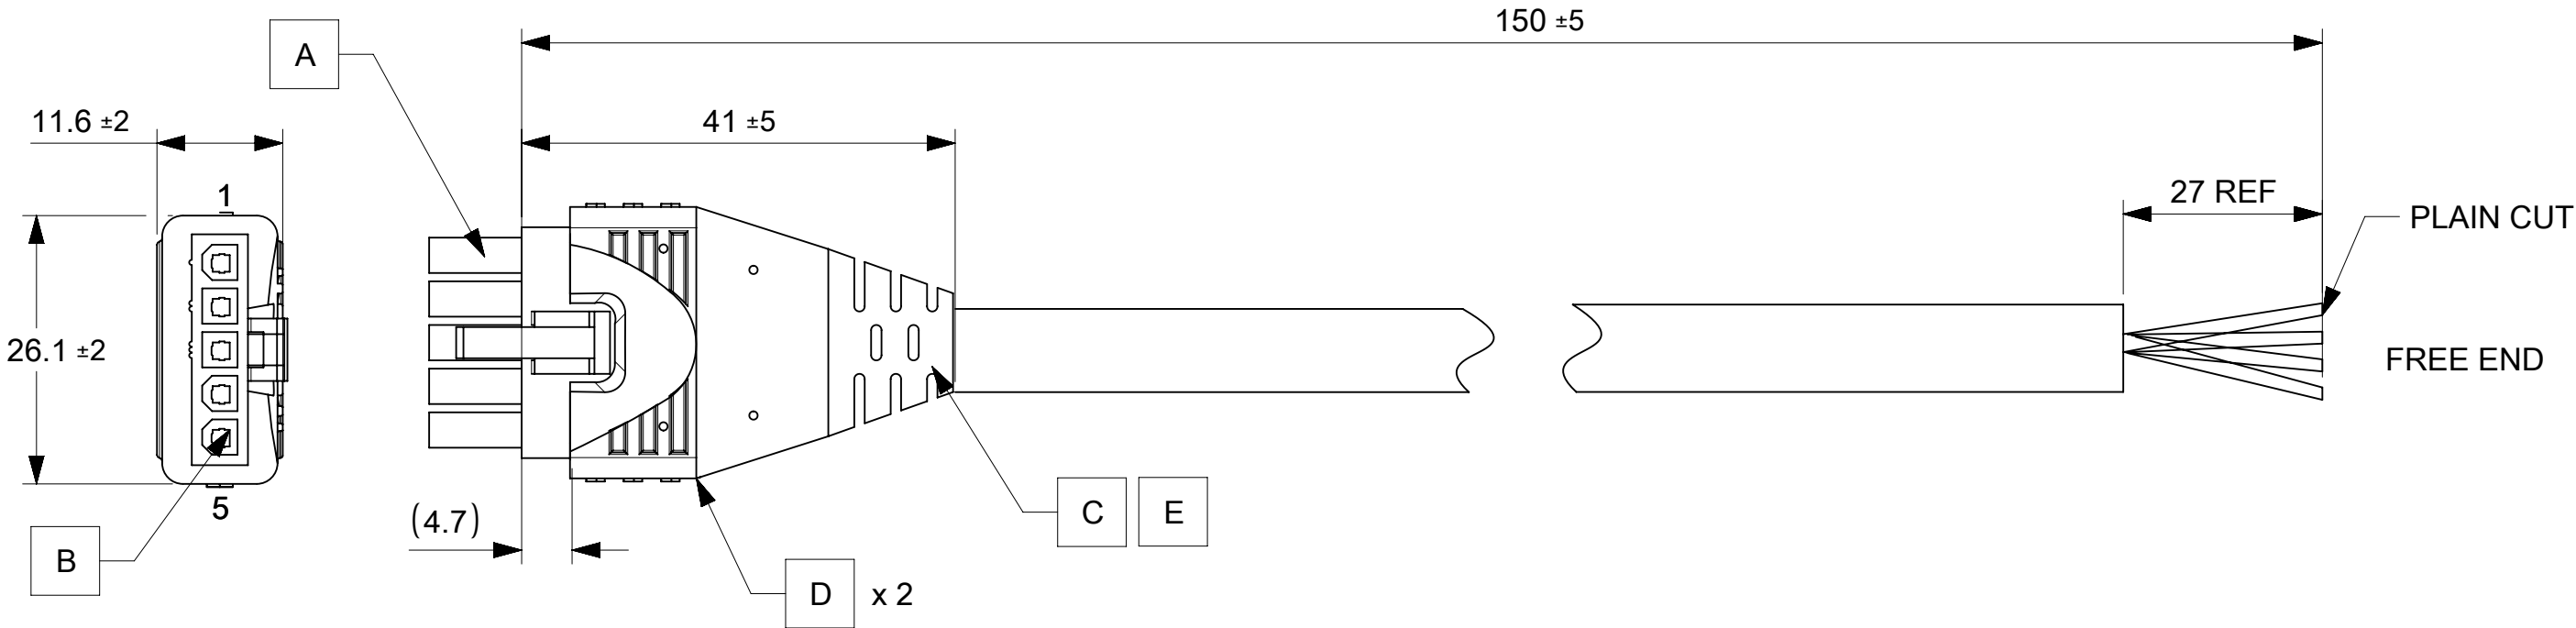 150 ±5
A
11.6 ±2
41 ±5
1
27 REF
PLAIN CUT
26.1 ±2
FREE END
5
(4.7)
C E
B
D x 2